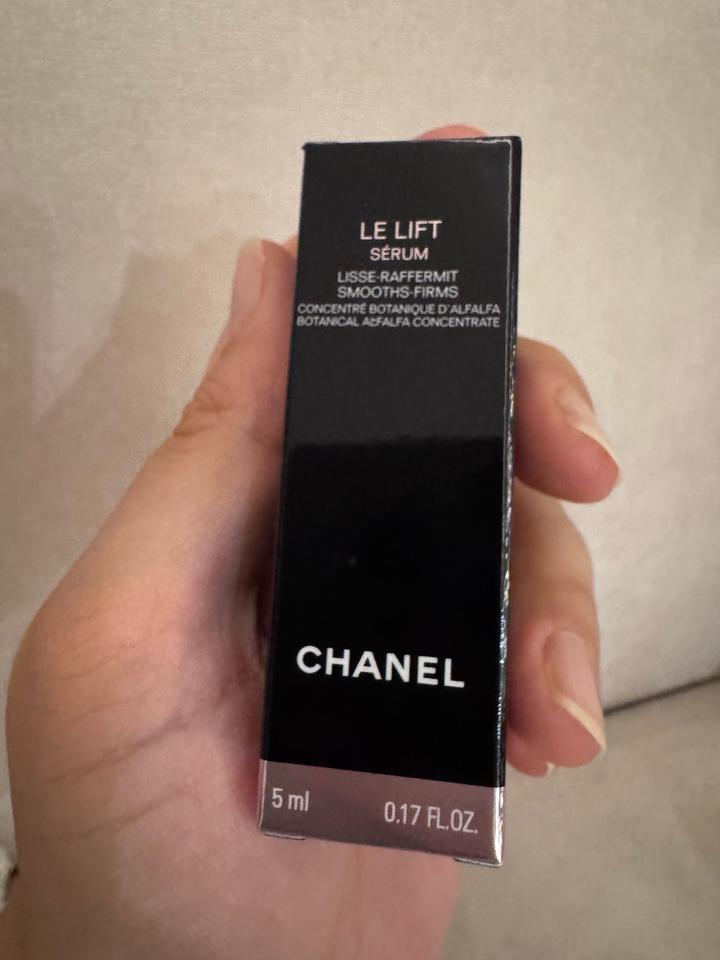 LE LIFT
SÉRUM
LISSE-RAFFERMIT
SMOOTHS-FIRMS
CONCENTRÉ BOTANIQUE D'ALFALFA
BOTANICAL ALFALFA CONCENTRATE
CHANEL
5 ml 0.17 FL.OZ.